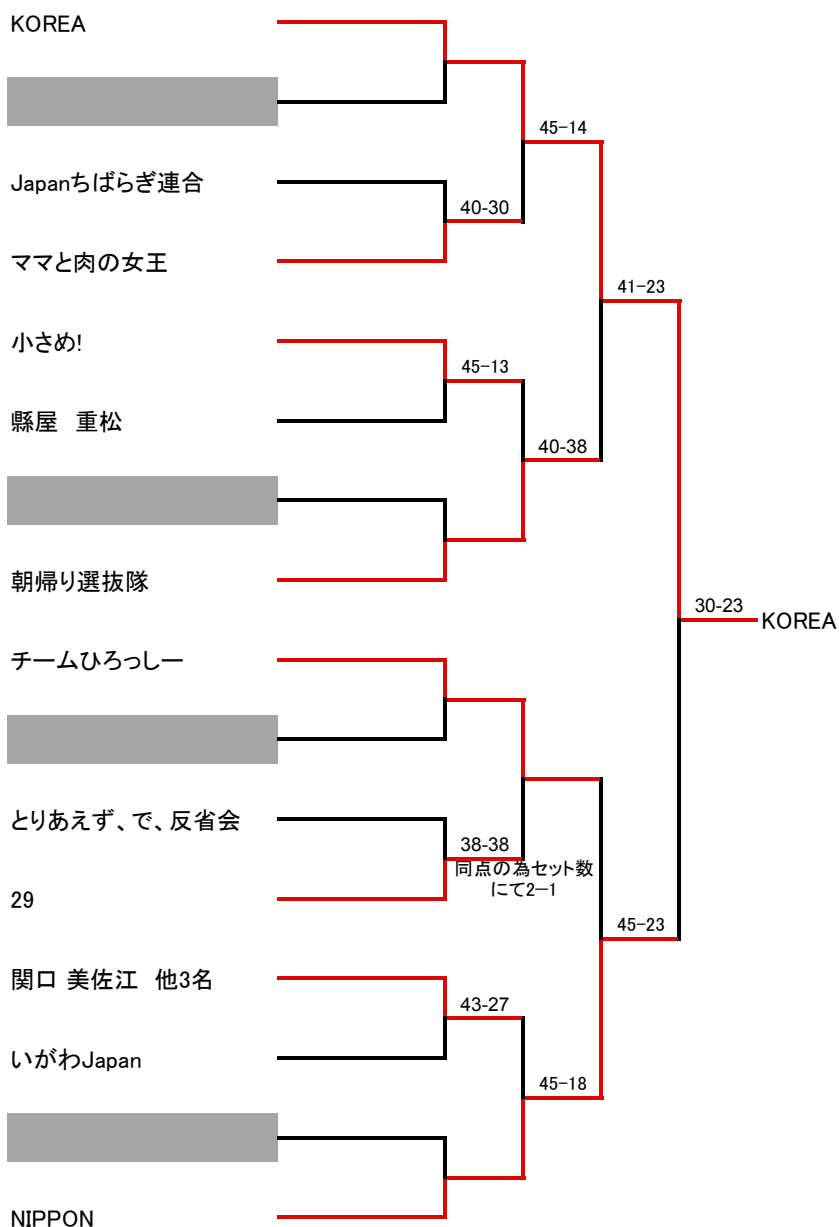 KOREA
45-14
Japanちばらぎ連合
40-30
ママと肉の女王
41-23
小さめ!
45-13
縣屋　重松
40-38
朝帰り選抜隊
30-23
KOREA
チームひろっしー
とりあえず、で、反省会
38-38
同点の為セット数
にて2-1
29
45-23
関口 美佐江　他3名
43-27
いがわJapan
45-18
NIPPON